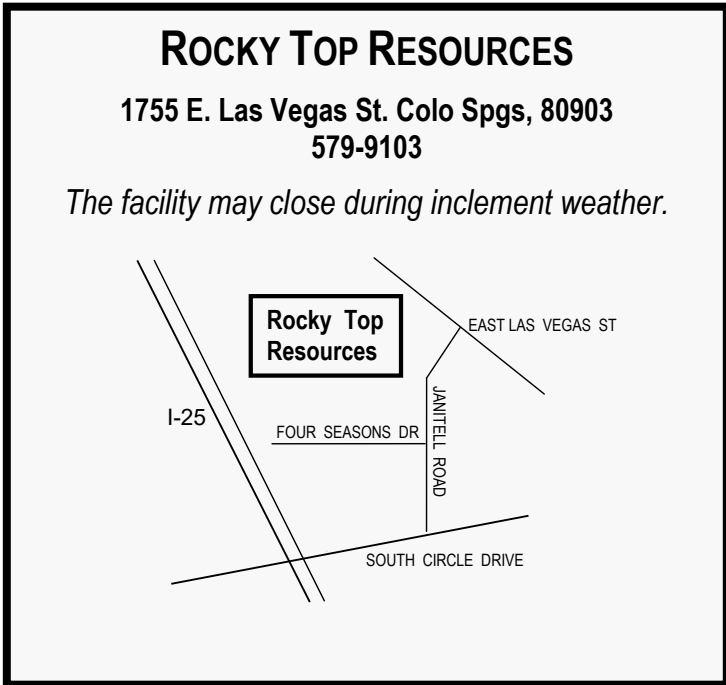 ROCKY TOP RESOURCES
1755 E. Las Vegas St. Colo Spgs, 80903
579-9103
The facility may close during inclement weather.
Rocky Top
Resources
EAST LAS VEGAS ST
I-25
FOUR SEASONS DR
JANITELL ROAD
SOUTH CIRCLE DRIVE